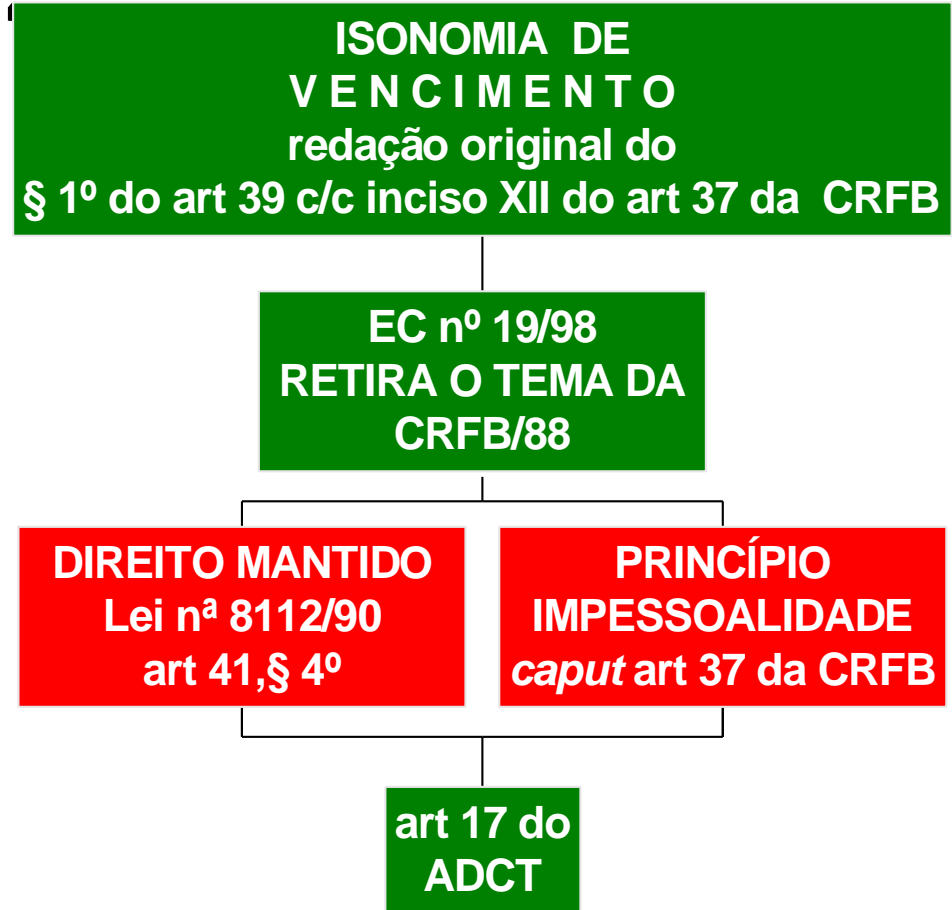 ISONOMIA DE
V E N C I M E N T O
redação original do
§ 1º do art 39 c/c inciso XII do art 37 da CRFB
EC nº 19/98
RETIRA O TEMA DA
CRFB/88
DIREITO MANTIDO
Lei nª 8112/90
art 41,§ 4º
PRINCÍPIO
IMPESSOALIDADE
caput art 37 da CRFB
art 17 do
ADCT